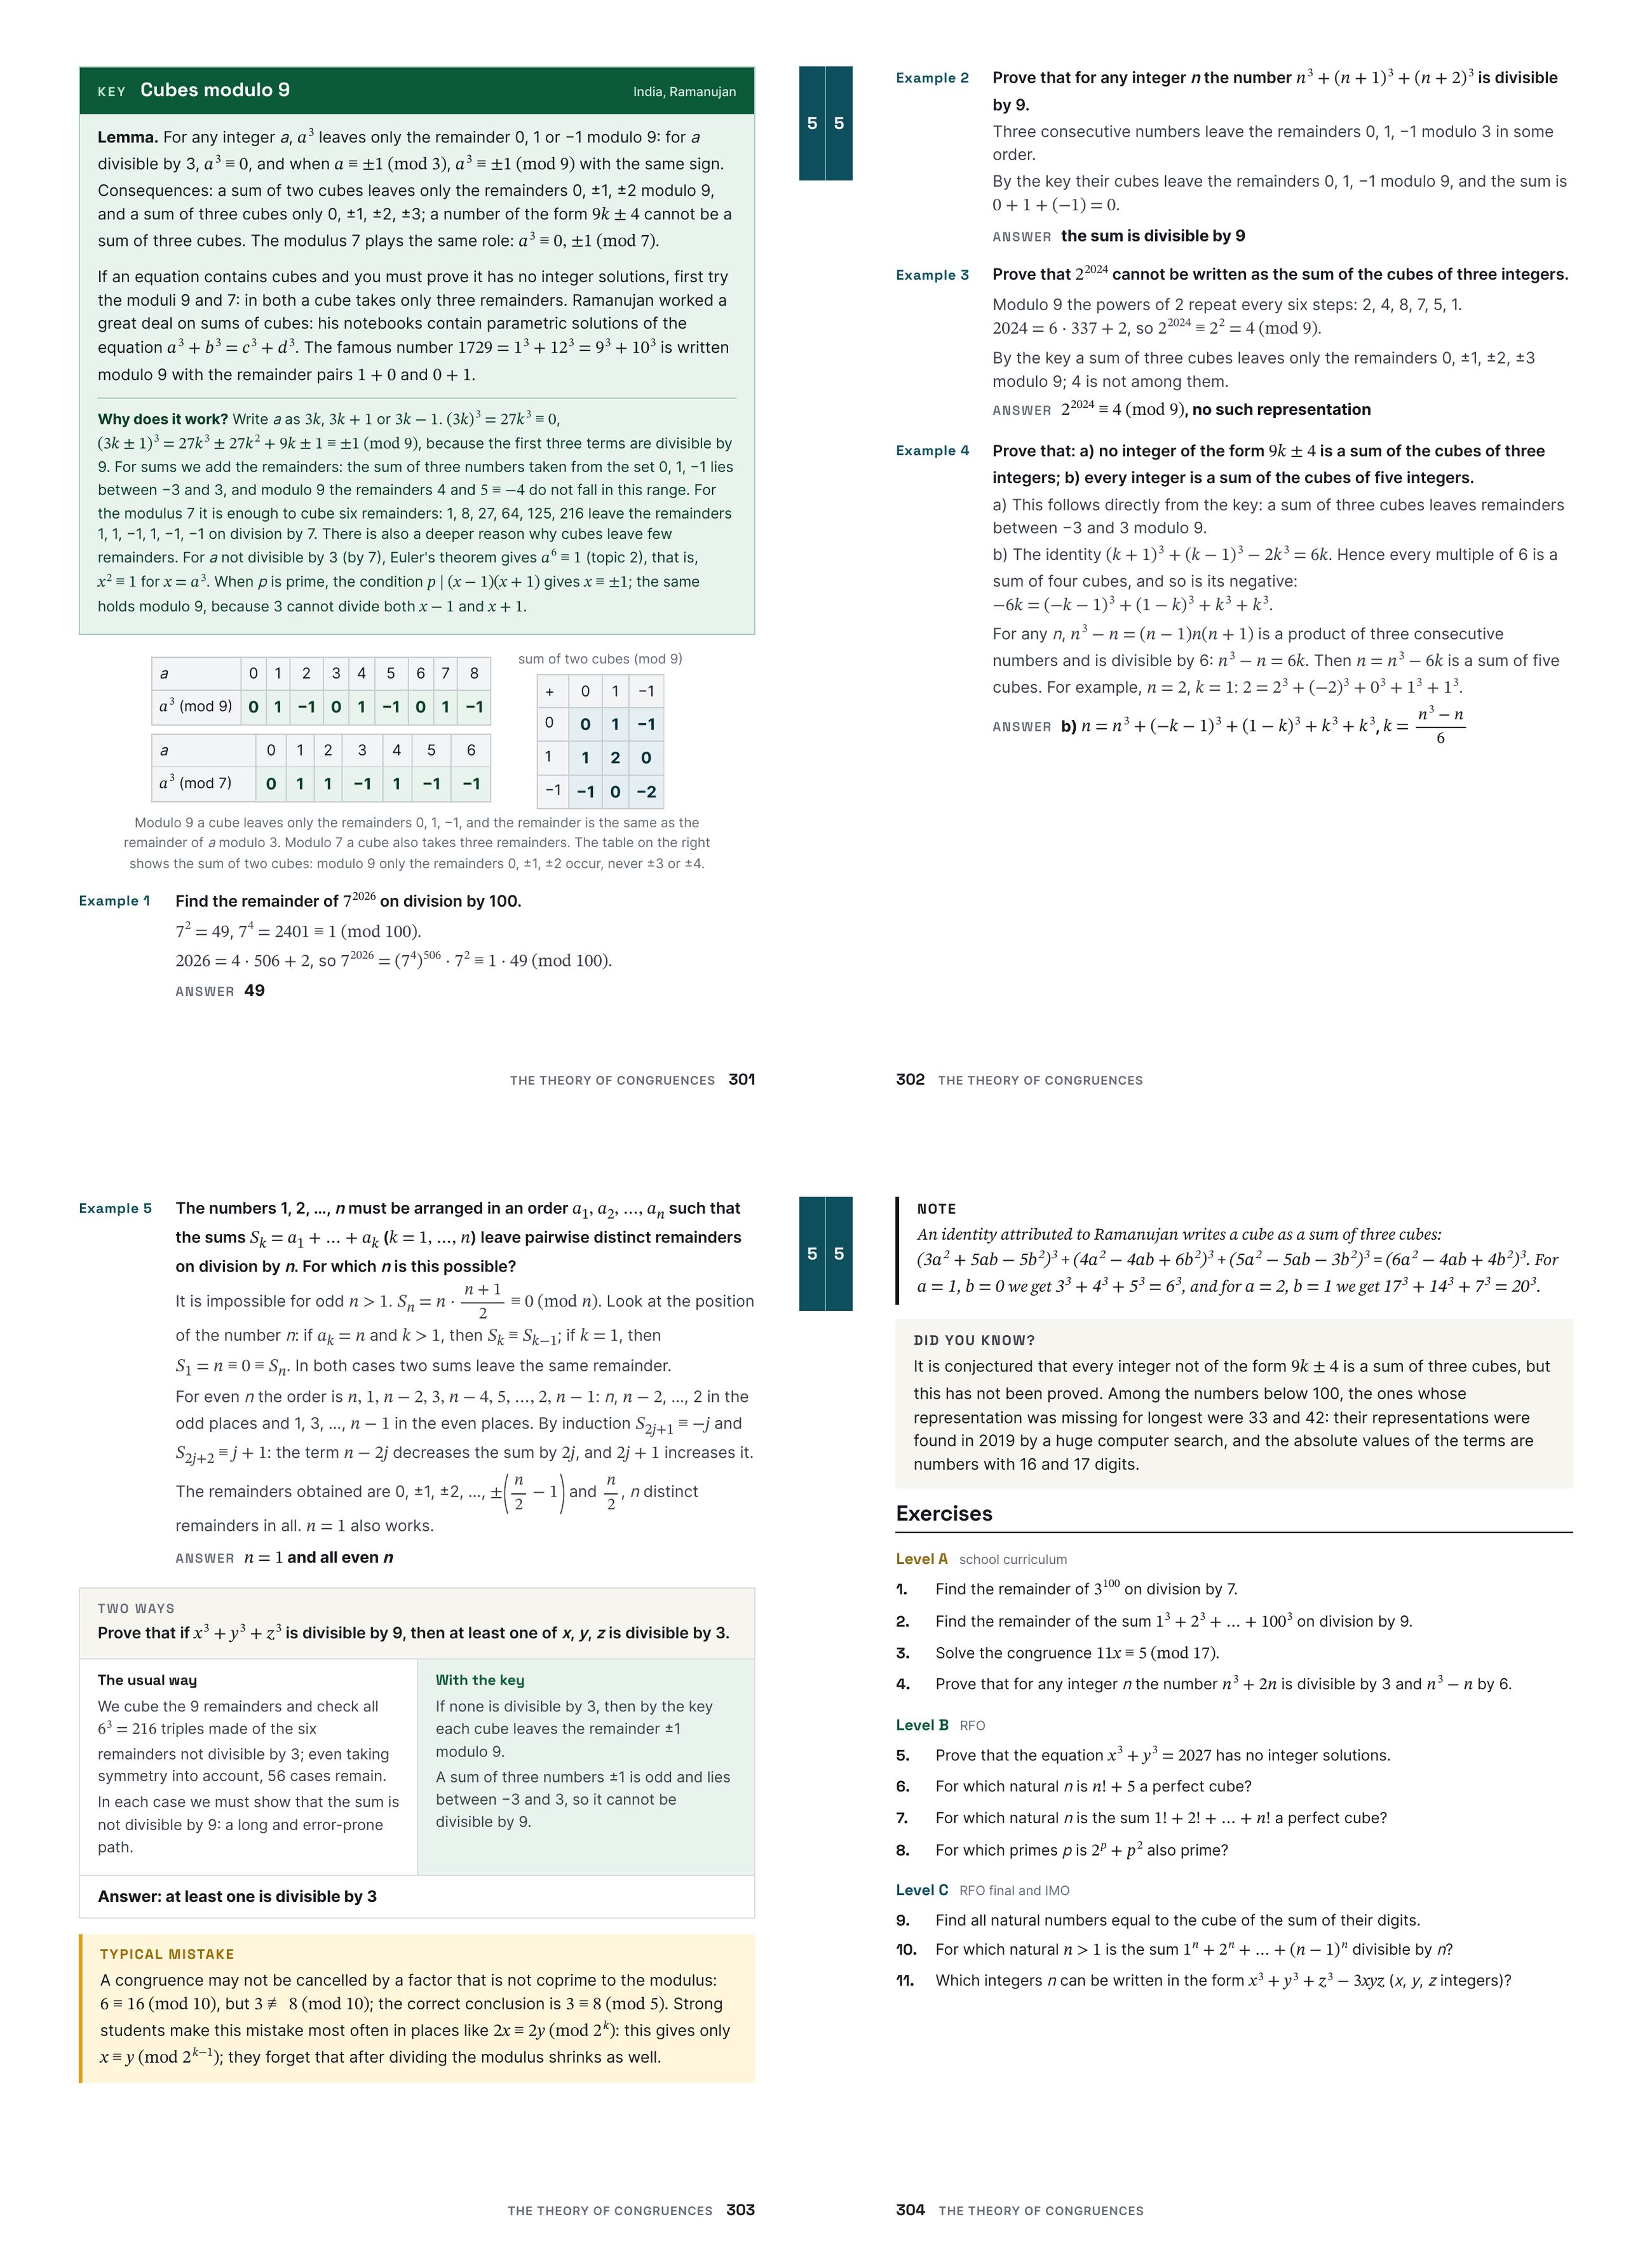 KEY Cubes modulo 9 India, Ramanujan
Lemma. For any integer a, a³ leaves only the remainder 0, 1 or −1 modulo 9: for a
divisible by 3, a³ ≡ 0, and when a ≡ ±1 (mod 3), a³ ≡ ±1 (mod 9) with the same sign.
Consequences: a sum of two cubes leaves only the remainders 0, ±1, ±2 modulo 9,
and a sum of three cubes only 0, ±1, ±2, ±3; a number of the form 9k ± 4 cannot be a
sum of three cubes. The modulus 7 plays the same role: a³ ≡ 0, ±1 (mod 7).
If an equation contains cubes and you must prove it has no integer solutions, first try
the moduli 9 and 7: in both a cube takes only three remainders. Ramanujan worked a
great deal on sums of cubes: his notebooks contain parametric solutions of the
equation a³ + b³ = c³ + d³. The famous number 1729 = 1³ + 12³ = 9³ + 10³ is written
modulo 9 with the remainder pairs 1 + 0 and 0 + 1.
Why does it work? Write a as 3k, 3k + 1 or 3k − 1. (3k)³ = 27k³ ≡ 0,
(3k ± 1)³ = 27k³ ± 27k² + 9k ± 1 ≡ ±1 (mod 9), because the first three terms are divisible by
9. For sums we add the remainders: the sum of three numbers taken from the set 0, 1, −1 lies
between −3 and 3, and modulo 9 the remainders 4 and 5 ≡ −4 do not fall in this range. For
the modulus 7 it is enough to cube six remainders: 1, 8, 27, 64, 125, 216 leave the remainders
1, 1, −1, 1, −1, −1 on division by 7. There is also a deeper reason why cubes leave few
remainders. For a not divisible by 3 (by 7), Euler's theorem gives a⁶ ≡ 1 (topic 2), that is,
x² ≡ 1 for x = a³. When p is prime, the condition p | (x − 1)(x + 1) gives x ≡ ±1; the same
holds modulo 9, because 3 cannot divide both x − 1 and x + 1.
a 0 1 2 3 4 5 6 7 8
a³ (mod 9) 0 1 −1 0 1 −1 0 1 −1
a 0 1 2 3 4 5 6
a³ (mod 7) 0 1 1 −1 1 −1 −1
sum of two cubes (mod 9)
+ 0 1 −1
0 0 1 −1
1 1 2 0
−1 −1 0 −2
Modulo 9 a cube leaves only the remainders 0, 1, −1, and the remainder is the same as the
remainder of a modulo 3. Modulo 7 a cube also takes three remainders. The table on the right
shows the sum of two cubes: modulo 9 only the remainders 0, ±1, ±2 occur, never ±3 or ±4.
Example 1 Find the remainder of 7²⁰²⁶ on division by 100.
7² = 49, 7⁴ = 2401 ≡ 1 (mod 100).
2026 = 4 · 506 + 2, so 7²⁰²⁶ = (7⁴)⁵⁰⁶ · 7² ≡ 1 · 49 (mod 100).
ANSWER 49
THE THEORY OF CONGRUENCES 301
5 5
Example 2 Prove that for any integer n the number n³ + (n + 1)³ + (n + 2)³ is divisible
by 9.
Three consecutive numbers leave the remainders 0, 1, −1 modulo 3 in some
order.
By the key their cubes leave the remainders 0, 1, −1 modulo 9, and the sum is
0 + 1 + (−1) = 0.
ANSWER the sum is divisible by 9
Example 3 Prove that 2²⁰²⁴ cannot be written as the sum of the cubes of three integers.
Modulo 9 the powers of 2 repeat every six steps: 2, 4, 8, 7, 5, 1.
2024 = 6 · 337 + 2, so 2²⁰²⁴ ≡ 2² = 4 (mod 9).
By the key a sum of three cubes leaves only the remainders 0, ±1, ±2, ±3
modulo 9; 4 is not among them.
ANSWER 2²⁰²⁴ ≡ 4 (mod 9), no such representation
Example 4 Prove that: a) no integer of the form 9k ± 4 is a sum of the cubes of three
integers; b) every integer is a sum of the cubes of five integers.
a) This follows directly from the key: a sum of three cubes leaves remainders
between −3 and 3 modulo 9.
b) The identity (k + 1)³ + (k − 1)³ − 2k³ = 6k. Hence every multiple of 6 is a
sum of four cubes, and so is its negative:
−6k = (−k − 1)³ + (1 − k)³ + k³ + k³.
For any n, n³ − n = (n − 1)n(n + 1) is a product of three consecutive
numbers and is divisible by 6: n³ − n = 6k. Then n = n³ − 6k is a sum of five
cubes. For example, n = 2, k = 1: 2 = 2³ + (−2)³ + 0³ + 1³ + 1³.
ANSWER b) n = n³ + (−k − 1)³ + (1 − k)³ + k³ + k³, k = (n³ − n)/6
302 THE THEORY OF CONGRUENCES
Example 5 The numbers 1, 2, ..., n must be arranged in an order a₁, a₂, ..., aₙ such that
the sums Sₖ = a₁ + ... + aₖ (k = 1, ..., n) leave pairwise distinct remainders
on division by n. For which n is this possible?
It is impossible for odd n > 1. Sₙ = n · (n + 1)/2 ≡ 0 (mod n). Look at the position
of the number n: if aₖ = n and k > 1, then Sₖ ≡ Sₖ₋₁; if k = 1, then
S₁ = n ≡ 0 ≡ Sₙ. In both cases two sums leave the same remainder.
For even n the order is n, 1, n − 2, 3, n − 4, 5, ..., 2, n − 1: n, n − 2, ..., 2 in the
odd places and 1, 3, ..., n − 1 in the even places. By induction S₂ⱼ₊₁ ≡ −j and
S₂ⱼ₊₂ ≡ j + 1: the term n − 2j decreases the sum by 2j, and 2j + 1 increases it.
The remainders obtained are 0, ±1, ±2, ..., ±(n/2 − 1) and n/2, n distinct
remainders in all. n = 1 also works.
ANSWER n = 1 and all even n
TWO WAYS
Prove that if x³ + y³ + z³ is divisible by 9, then at least one of x, y, z is divisible by 3.
The usual way
We cube the 9 remainders and check all
6³ = 216 triples made of the six
remainders not divisible by 3; even taking
symmetry into account, 56 cases remain.
In each case we must show that the sum is
not divisible by 9: a long and error-prone
path.
With the key
If none is divisible by 3, then by the key
each cube leaves the remainder ±1
modulo 9.
A sum of three numbers ±1 is odd and lies
between −3 and 3, so it cannot be
divisible by 9.
Answer: at least one is divisible by 3
TYPICAL MISTAKE
A congruence may not be cancelled by a factor that is not coprime to the modulus:
6 ≡ 16 (mod 10), but 3 ≢ 8 (mod 10); the correct conclusion is 3 ≡ 8 (mod 5). Strong
students make this mistake most often in places like 2x ≡ 2y (mod 2ᵏ): this gives only
x ≡ y (mod 2ᵏ⁻¹); they forget that after dividing the modulus shrinks as well.
THE THEORY OF CONGRUENCES 303
5 5
NOTE
An identity attributed to Ramanujan writes a cube as a sum of three cubes:
(3a² + 5ab − 5b²)³ + (4a² − 4ab + 6b²)³ + (5a² − 5ab − 3b²)³ = (6a² − 4ab + 4b²)³. For
a = 1, b = 0 we get 3³ + 4³ + 5³ = 6³, and for a = 2, b = 1 we get 17³ + 14³ + 7³ = 20³.
DID YOU KNOW?
It is conjectured that every integer not of the form 9k ± 4 is a sum of three cubes, but
this has not been proved. Among the numbers below 100, the ones whose
representation was missing for longest were 33 and 42: their representations were
found in 2019 by a huge computer search, and the absolute values of the terms are
numbers with 16 and 17 digits.
Exercises
Level A school curriculum
1. Find the remainder of 3¹⁰⁰ on division by 7.
2. Find the remainder of the sum 1³ + 2³ + ... + 100³ on division by 9.
3. Solve the congruence 11x ≡ 5 (mod 17).
4. Prove that for any integer n the number n³ + 2n is divisible by 3 and n³ − n by 6.
Level B RFO
5. Prove that the equation x³ + y³ = 2027 has no integer solutions.
6. For which natural n is n! + 5 a perfect cube?
7. For which natural n is the sum 1! + 2! + ... + n! a perfect cube?
8. For which primes p is 2ᵖ + p² also prime?
Level C RFO final and IMO
9. Find all natural numbers equal to the cube of the sum of their digits.
10. For which natural n > 1 is the sum 1ⁿ + 2ⁿ + ... + (n − 1)ⁿ divisible by n?
11. Which integers n can be written in the form x³ + y³ + z³ − 3xyz (x, y, z integers)?
304 THE THEORY OF CONGRUENCES